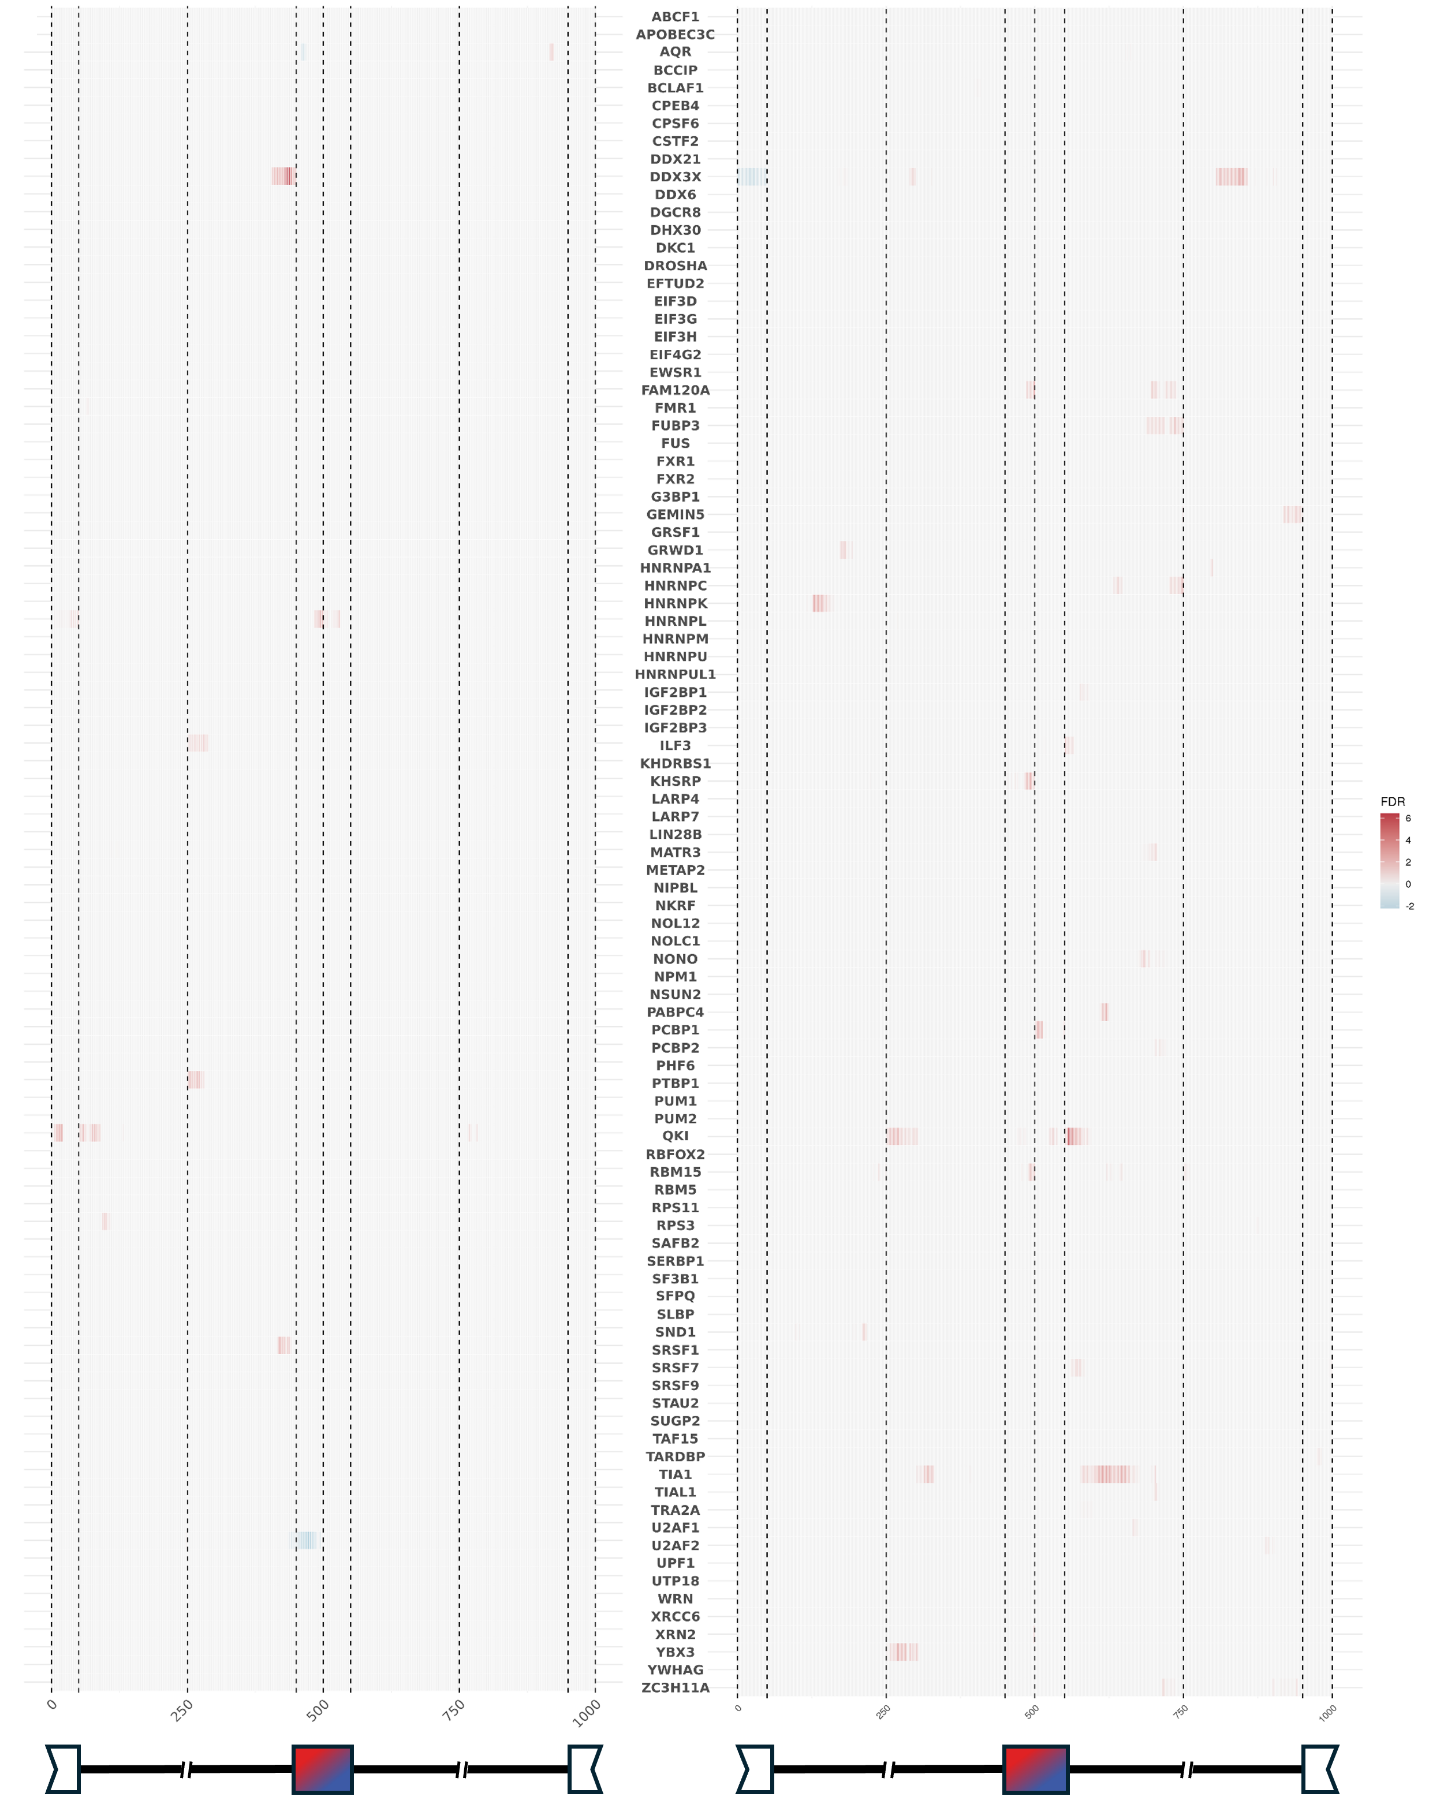 ABCF1
APOBEC3C
AQR
BCCIP
BCLAF1
CPEB4
CPSF6
CSTF2
DDX21
DDX3X
DDX6
DGCR8
DHX30
DKC1
DROSHA
EFTUD2
EIF3D
EIF3G
EIF3H
EIF4G2
EWSR1
FAM120A
FMR1
FUBP3
FUS
FXR1
FXR2
G3BP1
GEMIN5
GRSF1
GRWD1
HNRNPA1
HNRNPC
HNRNPK
HNRNPL
HNRNPM
HNRNPU
HNRNPUL1
IGF2BP1
IGF2BP2
IGF2BP3
ILF3
KHDRBS1
KHSRP
LARP4
LARP7
LIN28B
MATR3
METAP2
NIPBL
NKRF
NOL12
NOLC1
NONO
NPM1
NSUN2
PABPC4
PCBP1
PCBP2
PHF6
PTBP1
PUM1
PUM2
QKI
RBFOX2
RBM15
RBM5
RPS11
RPS3
SAFB2
SERBP1
SF3B1
SFPQ
SLBP
SND1
SRSF1
SRSF7
SRSF9
STAU2
SUGP2
TAF15
TARDBP
TIA1
TIAL1
TRA2A
U2AF1
U2AF2
UPF1
UTP18
WRN
XRCC6
XRN2
YBX3
YWHAG
ZC3H11A
0 250 500 750 1000
0 250 500 750 1000
FDR
6
4
2
0
-2